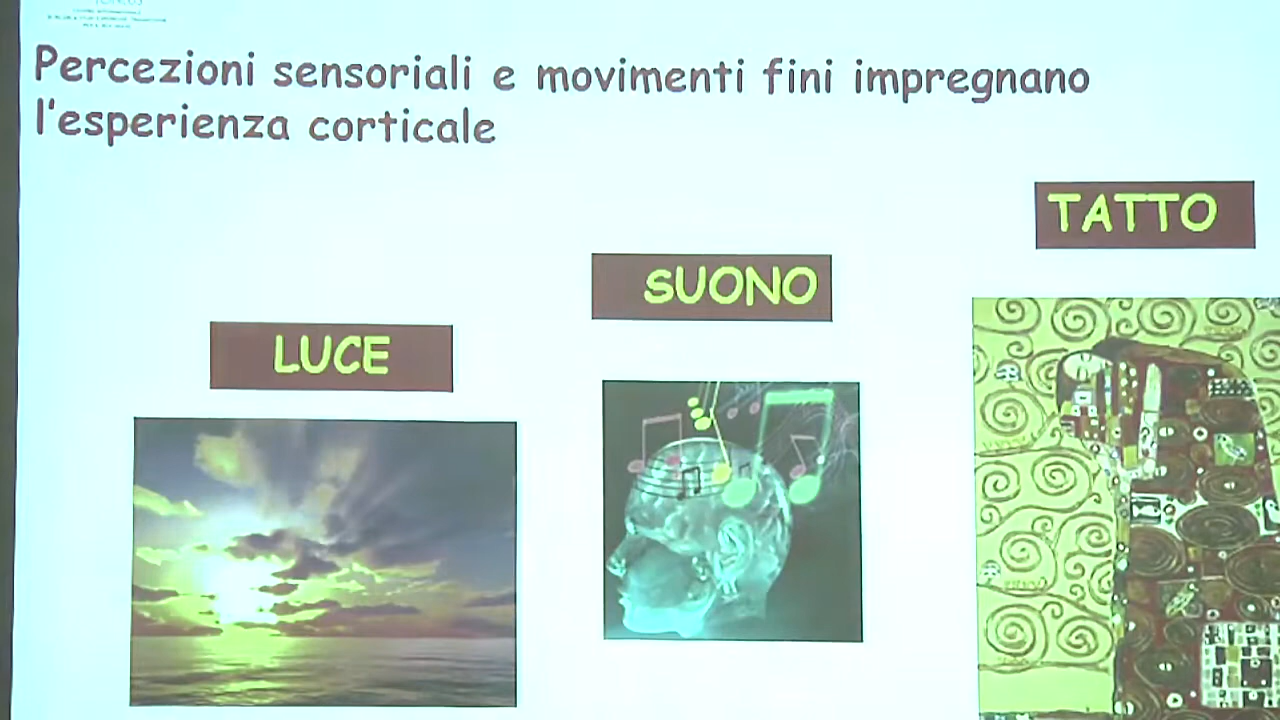 Percezioni sensoriali e movimenti fini impregnano
l'esperienza corticale
TATTO
SUONO
LUCE